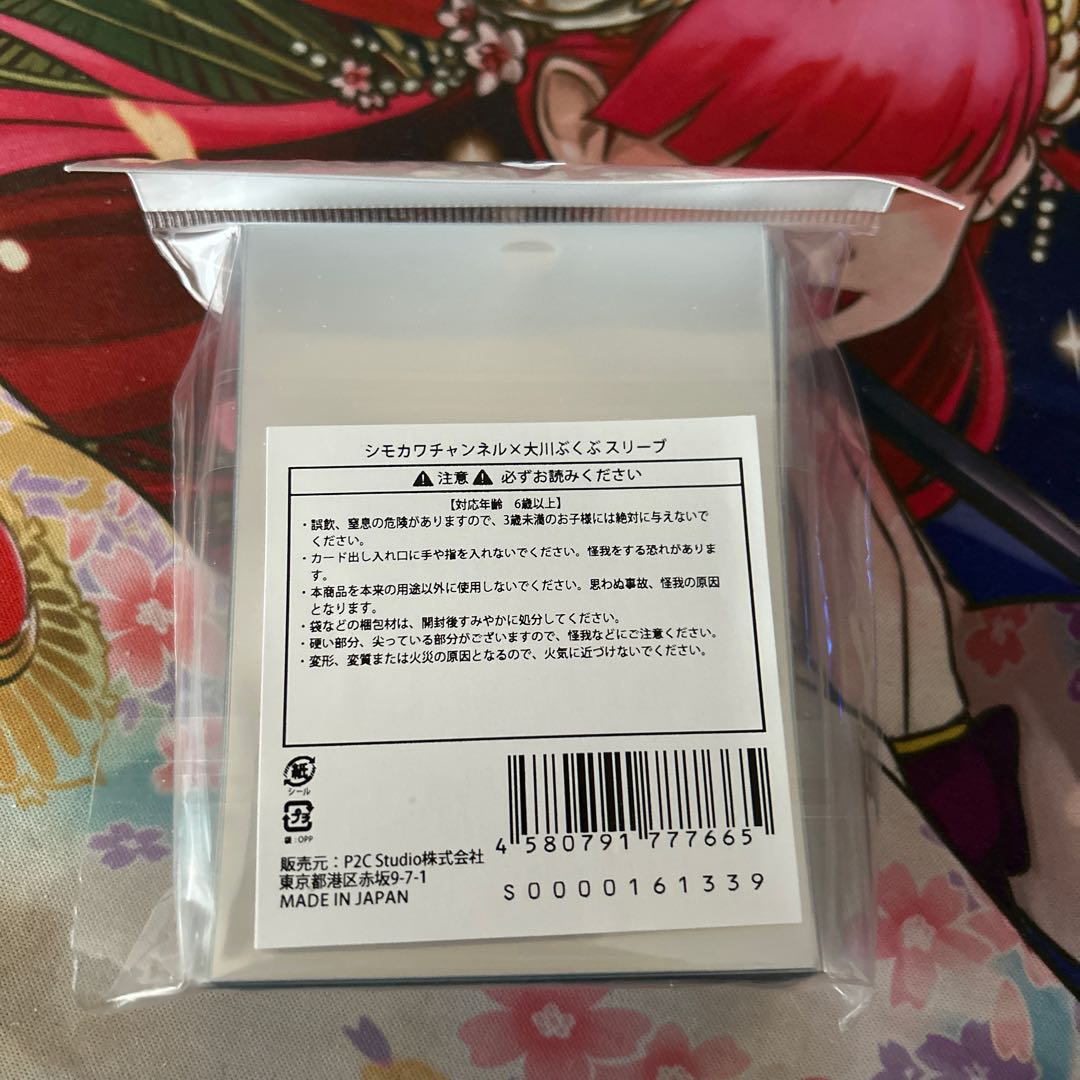 シモカワチャンネル×大川ぶくぶ スリーブ
注意 必ずお読みください
【対応年齢 6歳以上】
・誤飲、窒息の危険がありますので、3歳未満のお子様には絶対に与えないで
ください。
・カード出し入れ口に手や指を入れないでください。怪我をする恐れがありま
す。
・本商品を本来の用途以外に使用しないでください。思わぬ事故、怪我の原因
となります。
・袋などの梱包材は、開封後すみやかに処分してください。
・硬い部分、尖っている部分がございますので、怪我などにご注意ください。
・変形、変質または火災の原因となるので、火気に近づけないでください。
紙
シール
プラ
袋:OPP
販売元:P2C Studio株式会社
東京都港区赤坂9-7-1
MADE IN JAPAN
4 580791 777665
S0000161339